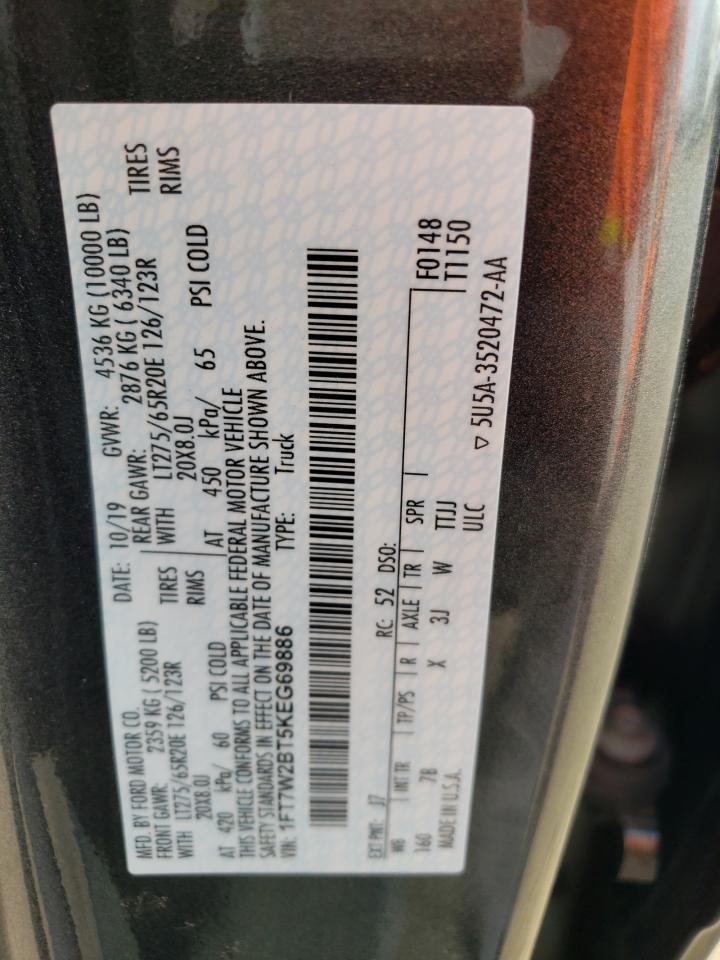 MFD. BY FORD MOTOR CO.
DATE: 10/19 GVWR: 4536 KG (10000 LB)
FRONT GAWR: 2359 KG ( 5200 LB) REAR GAWR: 2876 KG ( 6340 LB)
WITH LT275/65R20E 126/123R TIRES WITH LT275/65R20E 126/123R TIRES
20X8.0J RIMS 20X8.0J RIMS
AT 420 kPa/ 60 PSI COLD AT 450 kPa/ 65 PSI COLD
THIS VEHICLE CONFORMS TO ALL APPLICABLE FEDERAL MOTOR VEHICLE
SAFETY STANDARDS IN EFFECT ON THE DATE OF MANUFACTURE SHOWN ABOVE.
VIN: 1FT7W2BT5KEG69886 TYPE: Truck
EXT PNT: J7 RC: 52 DSO:
WB INT TR TP/PS R AXLE TR SPR F0148
160 7B X 3J W TTJJ T1150
MADE IN U.S.A. ULC
▽ 5U5A-3520472-AA